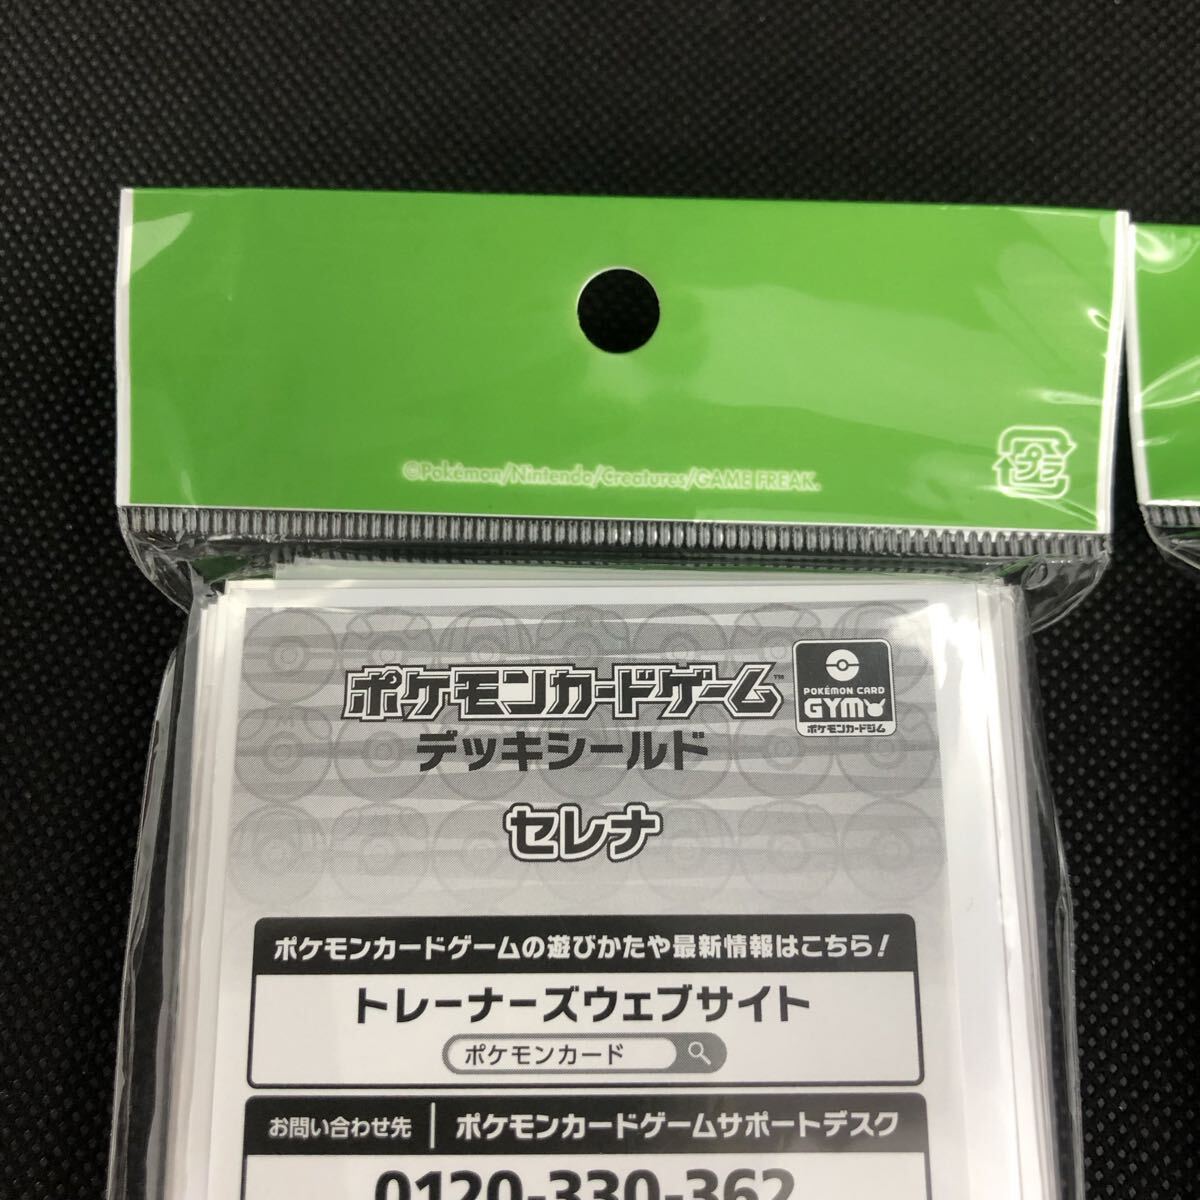 ©Pokémon/Nintendo/Creatures/GAME FREAK.
プラ
ポケモンカードゲーム™
POKÉMON CARD
GYM
ポケモンカードジム
デッキシールド
セレナ
ポケモンカードゲームの遊びかたや最新情報はこちら!
トレーナーズウェブサイト
ポケモンカード
お問い合わせ先 | ポケモンカードゲームサポートデスク
0120-330-362